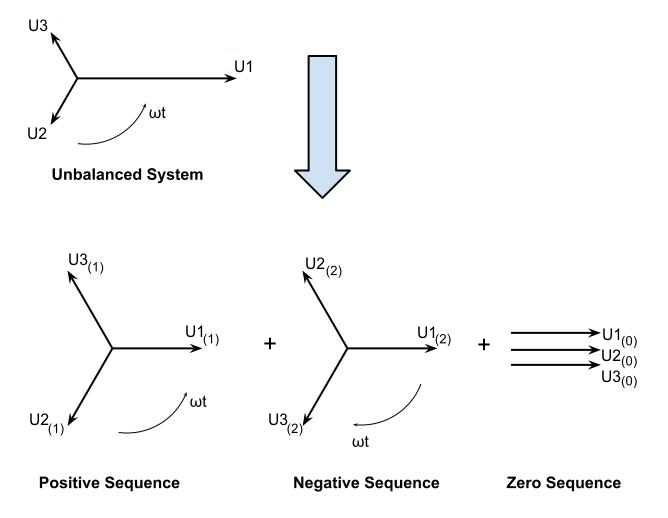 U3
U1
U2
ωt
Unbalanced System
U3(1)
U1(1)
U2(1)
ωt
+
U2(2)
U1(2)
U3(2)
ωt
+
U1(0)
U2(0)
U3(0)
Positive Sequence
Negative Sequence
Zero Sequence